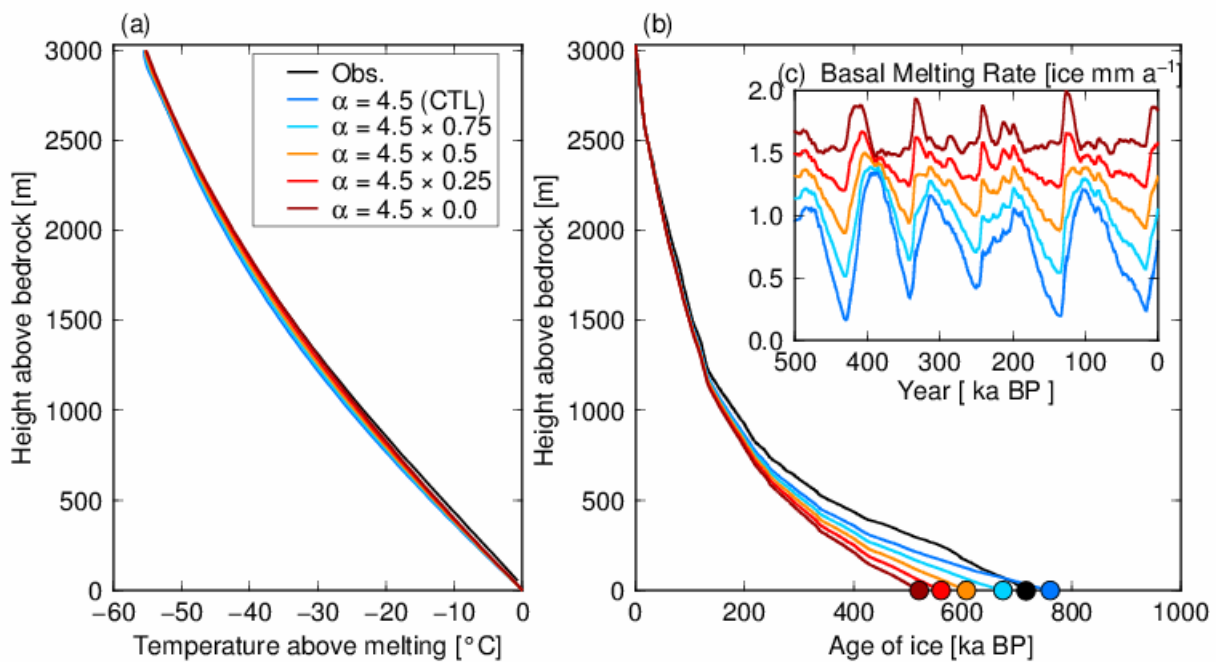 (a)
3000
2500
2000
1500
1000
500
0
Height above bedrock [m]
Obs.
α = 4.5 (CTL)
α = 4.5 × 0.75
α = 4.5 × 0.5
α = 4.5 × 0.25
α = 4.5 × 0.0
−60 −50 −40 −30 −20 −10 0
Temperature above melting [°C]
(b)
3000
2500
2000
1500
1000
500
0
Height above bedrock [m]
(c) Basal Melting Rate [ice mm a⁻¹]
2.0
1.5
1.0
0.5
0.0
500 400 300 200 100 0
Year [ ka BP ]
0 200 400 600 800 1000
Age of ice [ka BP]